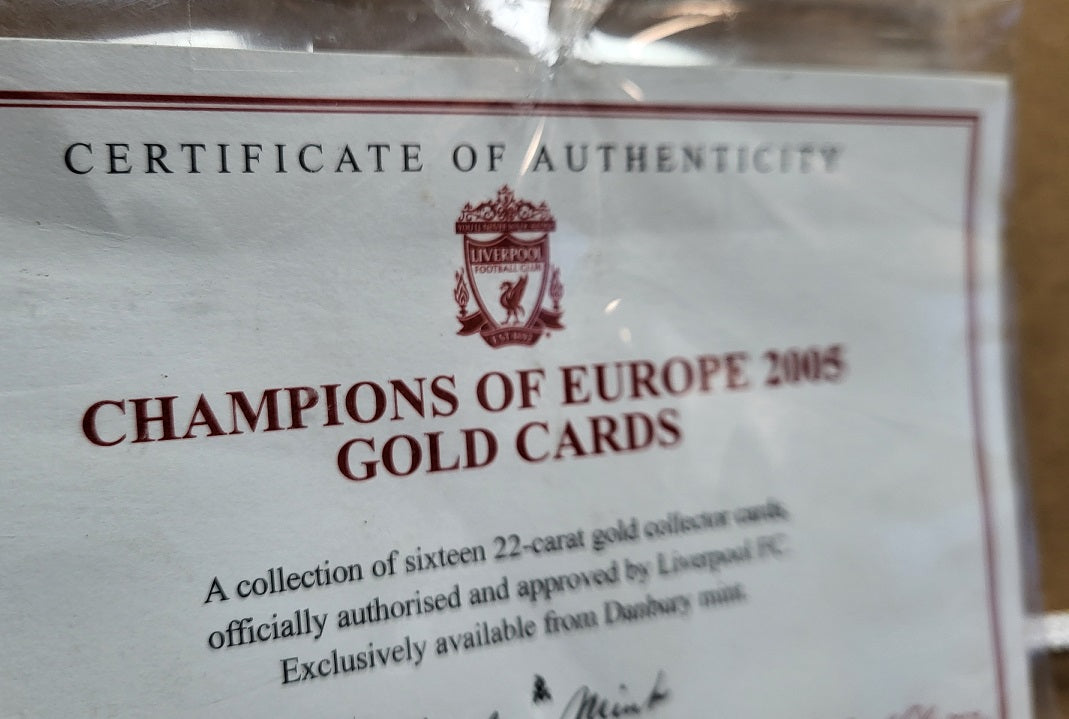 CERTIFICATE OF AUTHENTICITY
LIVERPOOL
FOOTBALL CLUB
CHAMPIONS OF EUROPE 2005
GOLD CARDS
A collection of sixteen 22-carat gold collector cards,
officially authorised and approved by Liverpool FC.
Exclusively available from Danbury mint.
Mint